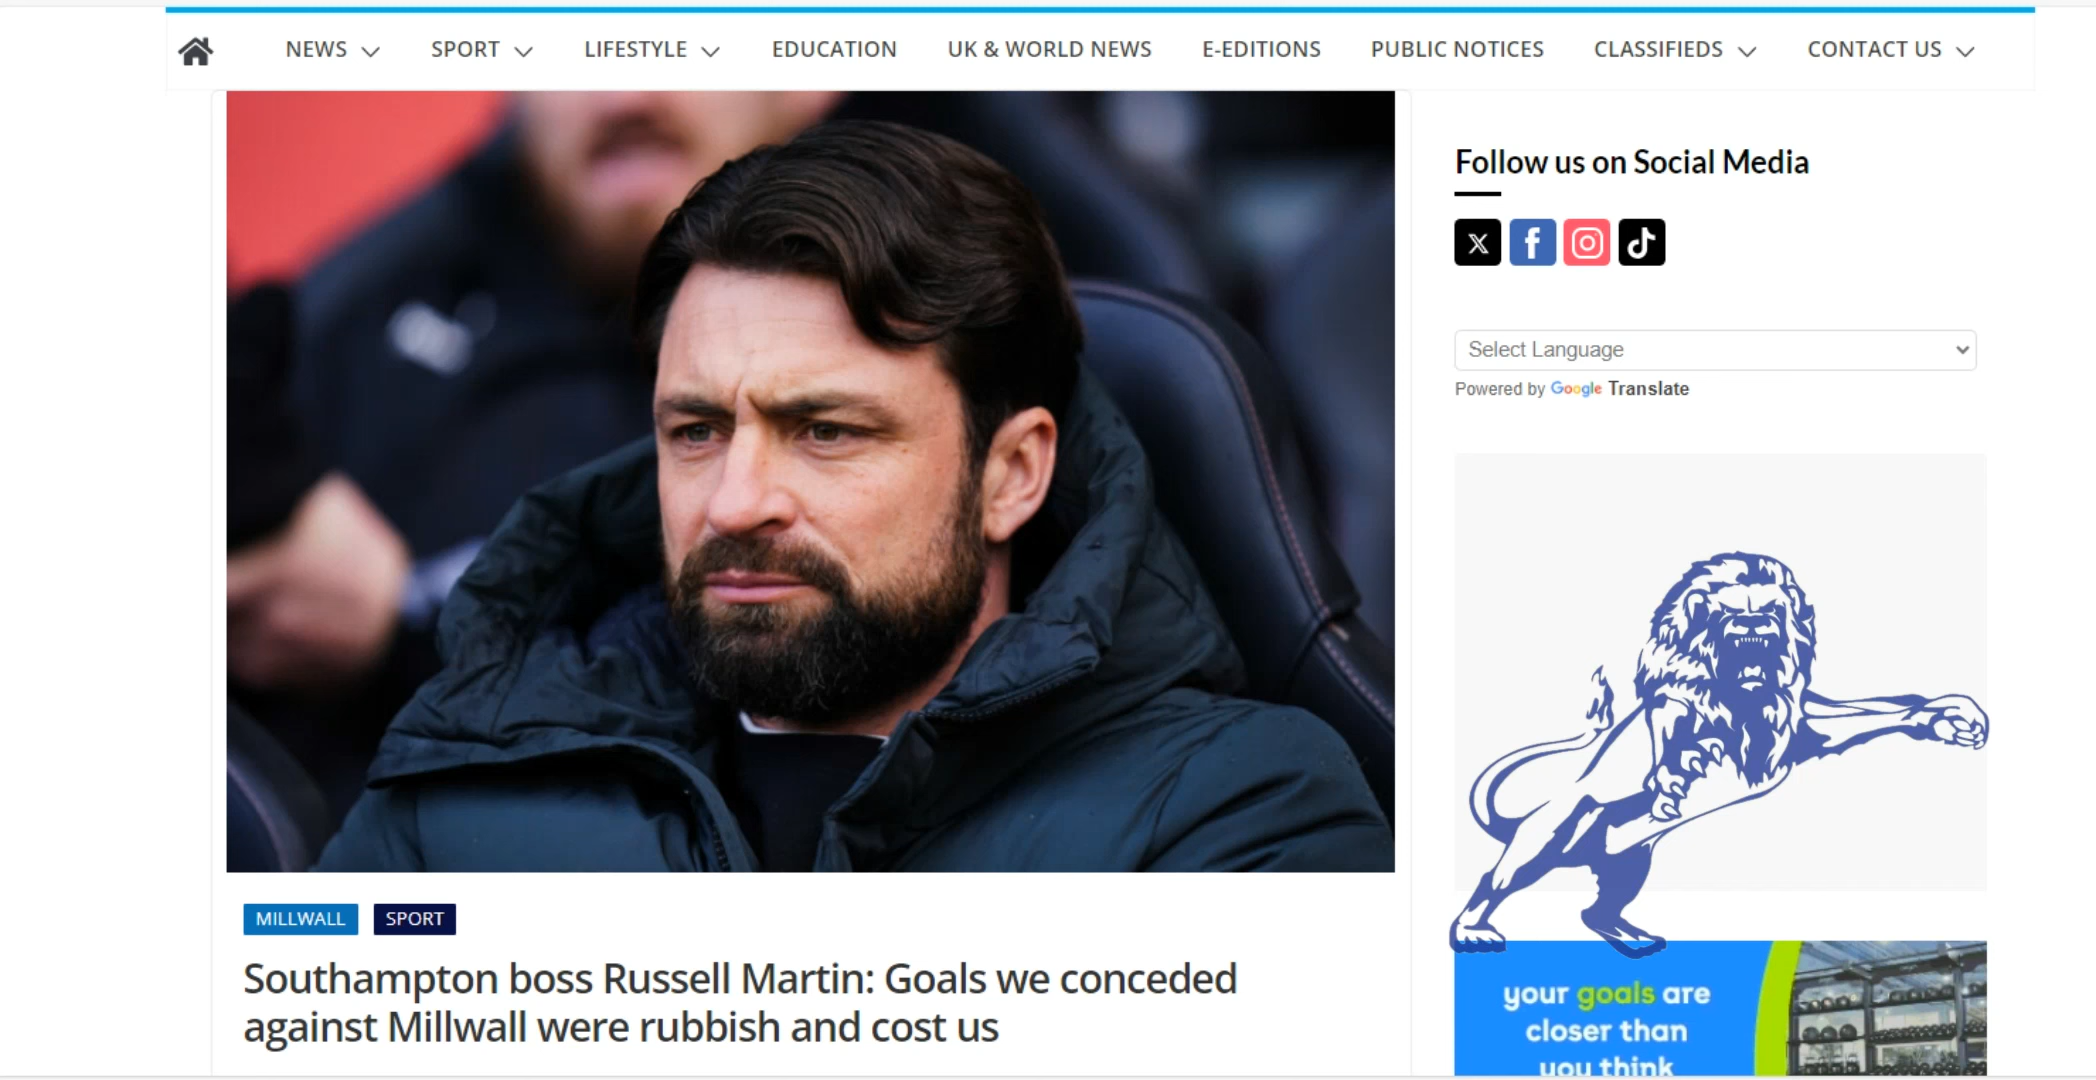 NEWS SPORT LIFESTYLE EDUCATION UK & WORLD NEWS E-EDITIONS PUBLIC NOTICES CLASSIFIEDS CONTACT US
Follow us on Social Media
Select Language
Powered by Google Translate
MILLWALL SPORT
Southampton boss Russell Martin: Goals we conceded
against Millwall were rubbish and cost us
your goals are
closer than
you think